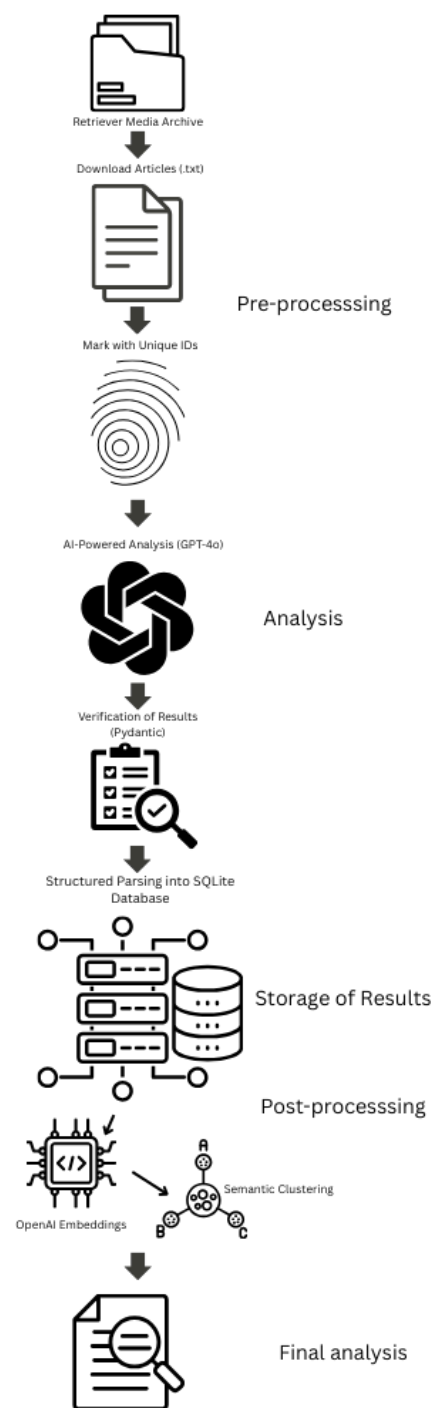 Retriever Media Archive
Download Articles (.txt)
Pre-processsing
Mark with Unique IDs
AI-Powered Analysis (GPT-4o)
Analysis
Verification of Results
(Pydantic)
Structured Parsing into SQLite
Database
Storage of Results
Post-processsing
</>
A
Semantic Clustering
B
C
OpenAI Embeddings
Final analysis